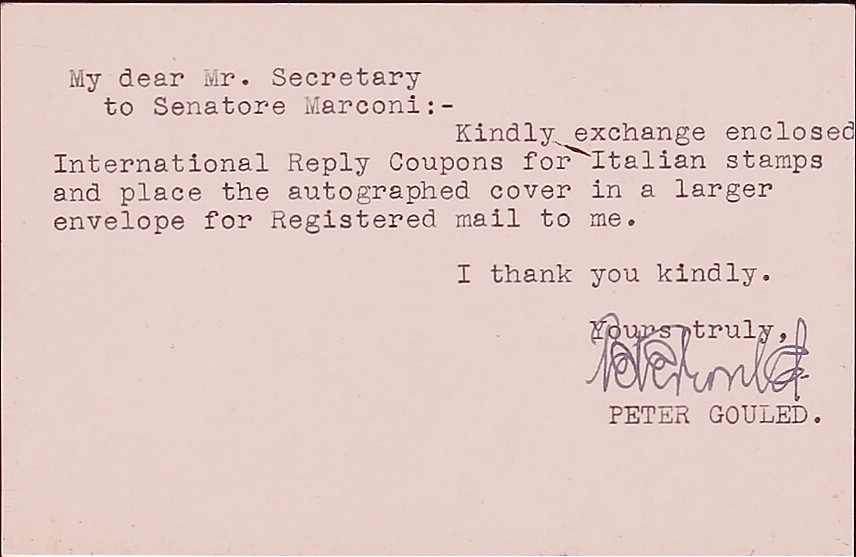 My dear Mr. Secretary
to Senatore Marconi:-
Kindly exchange enclosed
International Reply Coupons for Italian stamps
and place the autographed cover in a larger
envelope for Registered mail to me.
I thank you kindly.
Yours truly,
PETER GOULED.